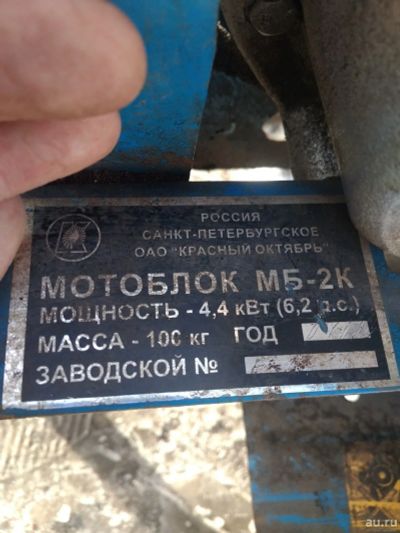 РОССИЯ
САНКТ-ПЕТЕРБУРГСКОЕ
ОАО "КРАСНЫЙ ОКТЯБРЬ"
МОТОБЛОК МБ-2К
МОЩНОСТЬ - 4,4 кВт (6,2 л.с.)
МАССА - 100 кг ГОД
ЗАВОДСКОЙ №
au.ru